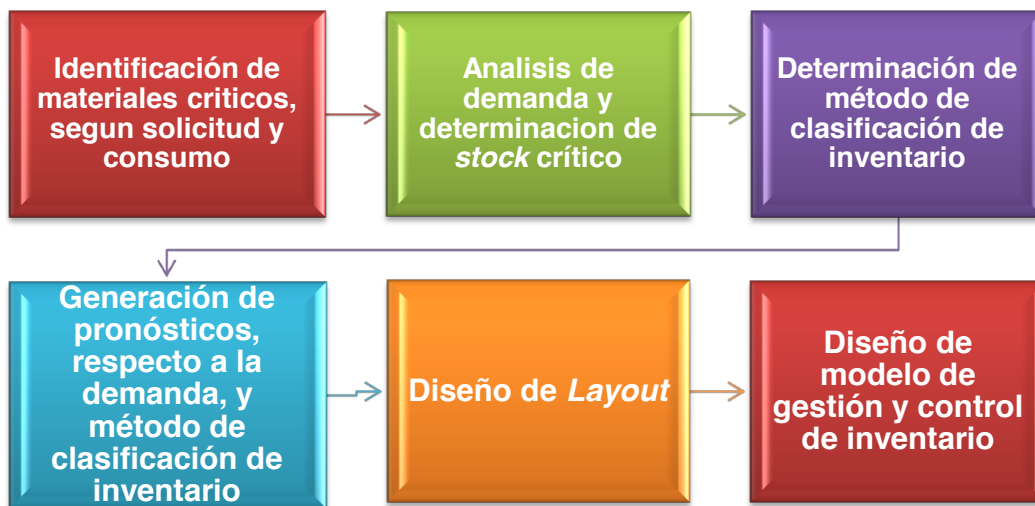 Identificación de
materiales criticos,
segun solicitud y
consumo
Analisis de
demanda y
determinacion de
stock crítico
Determinación de
método de
clasificación de
inventario
Generación de
pronósticos,
respecto a la
demanda, y
método de
clasificación de
inventario
Diseño de Layout
Diseño de
modelo de
gestión y control
de inventario